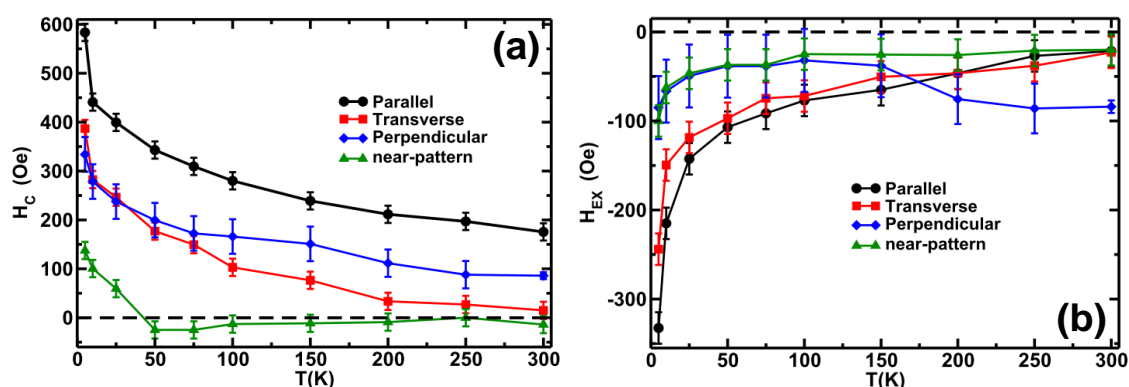 (a)
H_C (Oe)
600
500
400
300
200
100
0
Parallel
Transverse
Perpendicular
near-pattern
0 50 100 150 200 250 300
T(K)
(b)
H_EX (Oe)
0
-100
-200
-300
Parallel
Transverse
Perpendicular
near-pattern
0 50 100 150 200 250 300
T(K)